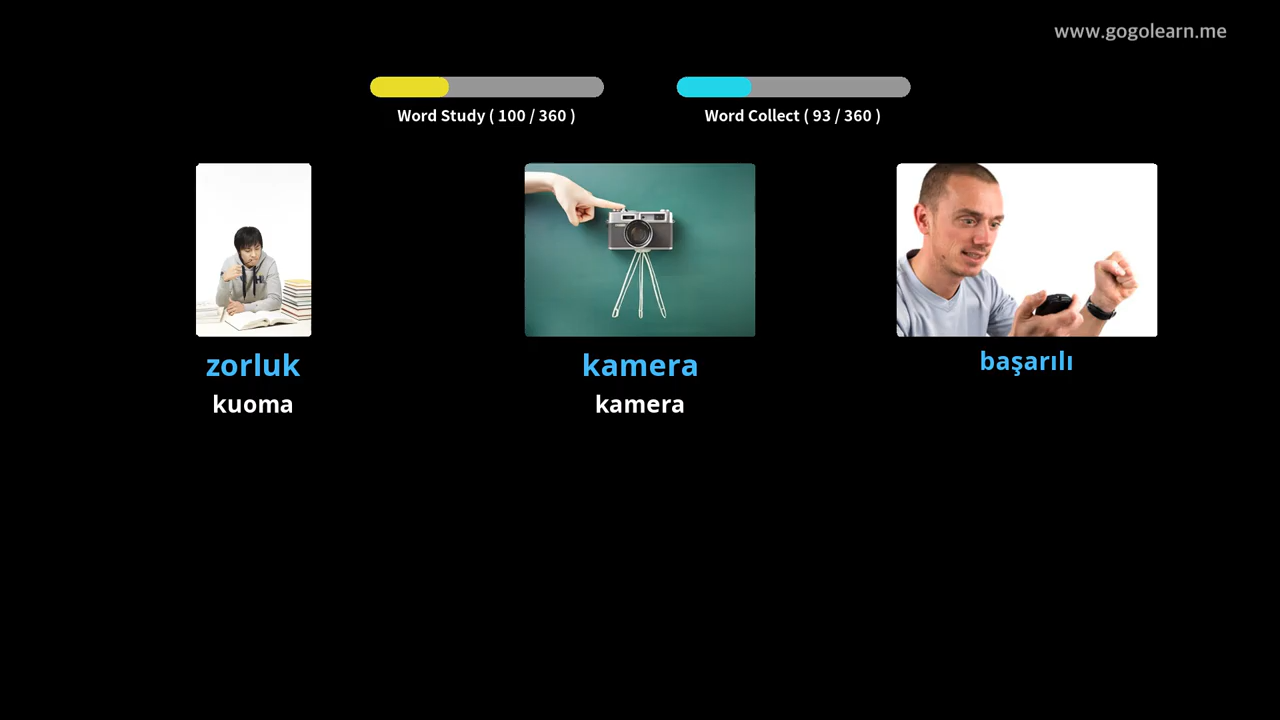 www.gogolearn.me
Word Study ( 100 / 360 )
Word Collect ( 93 / 360 )
zorluk
kuoma
kamera
kamera
başarılı